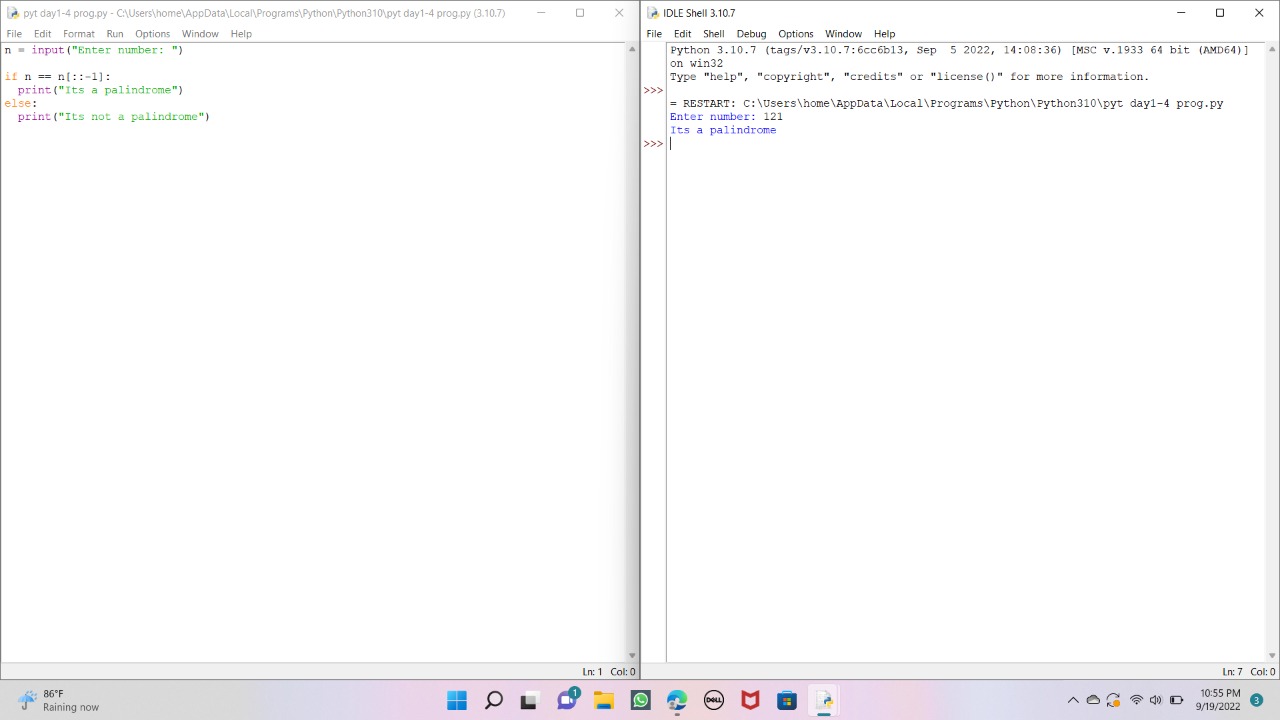 pyt day1-4 prog.py - C:\Users\home\AppData\Local\Programs\Python\Python310\pyt day1-4 prog.py (3.10.7)
File Edit Format Run Options Window Help
n = input("Enter number: ")
if n == n[::-1]:
  print("Its a palindrome")
else:
  print("Its not a palindrome")
Ln: 1 Col: 0
IDLE Shell 3.10.7
File Edit Shell Debug Options Window Help
Python 3.10.7 (tags/v3.10.7:6cc6b13, Sep  5 2022, 14:08:36) [MSC v.1933 64 bit (AMD64)]
on win32
Type "help", "copyright", "credits" or "license()" for more information.
>>>
= RESTART: C:\Users\home\AppData\Local\Programs\Python\Python310\pyt day1-4 prog.py
Enter number: 121
Its a palindrome
>>>
Ln: 7 Col: 0
86°F
Raining now
1
DELL
10:55 PM
9/19/2022
3